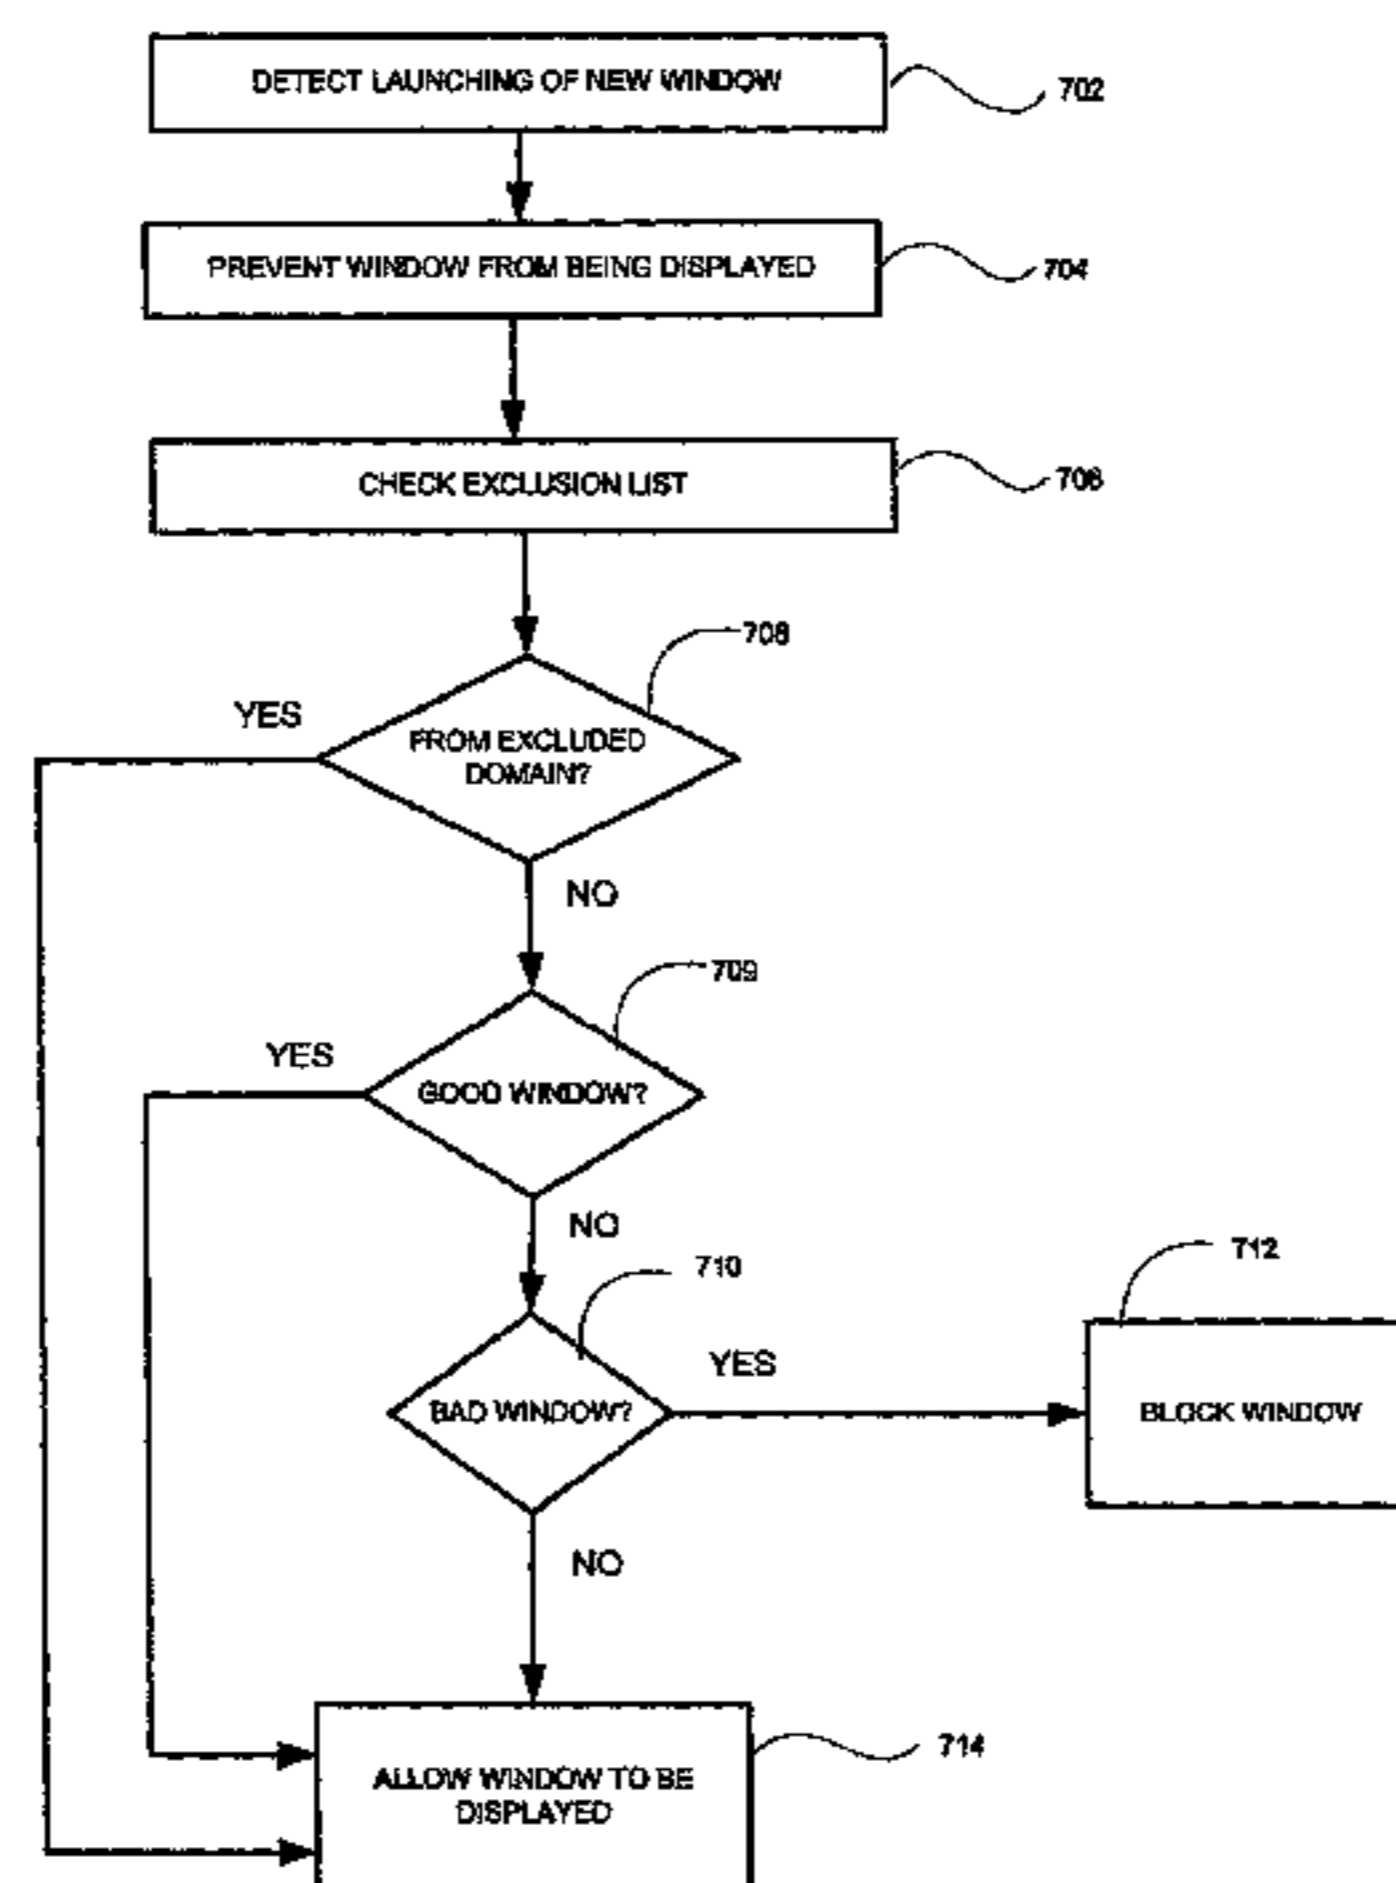 DETECT LAUNCHING OF NEW WINDOW
702
PREVENT WINDOW FROM BEING DISPLAYED
704
CHECK EXCLUSION LIST
706
708
YES
FROM EXCLUDED
DOMAIN?
NO
709
YES
GOOD WINDOW?
NO
710
712
YES
BAD WINDOW?
BLOCK WINDOW
NO
714
ALLOW WINDOW TO BE
DISPLAYED